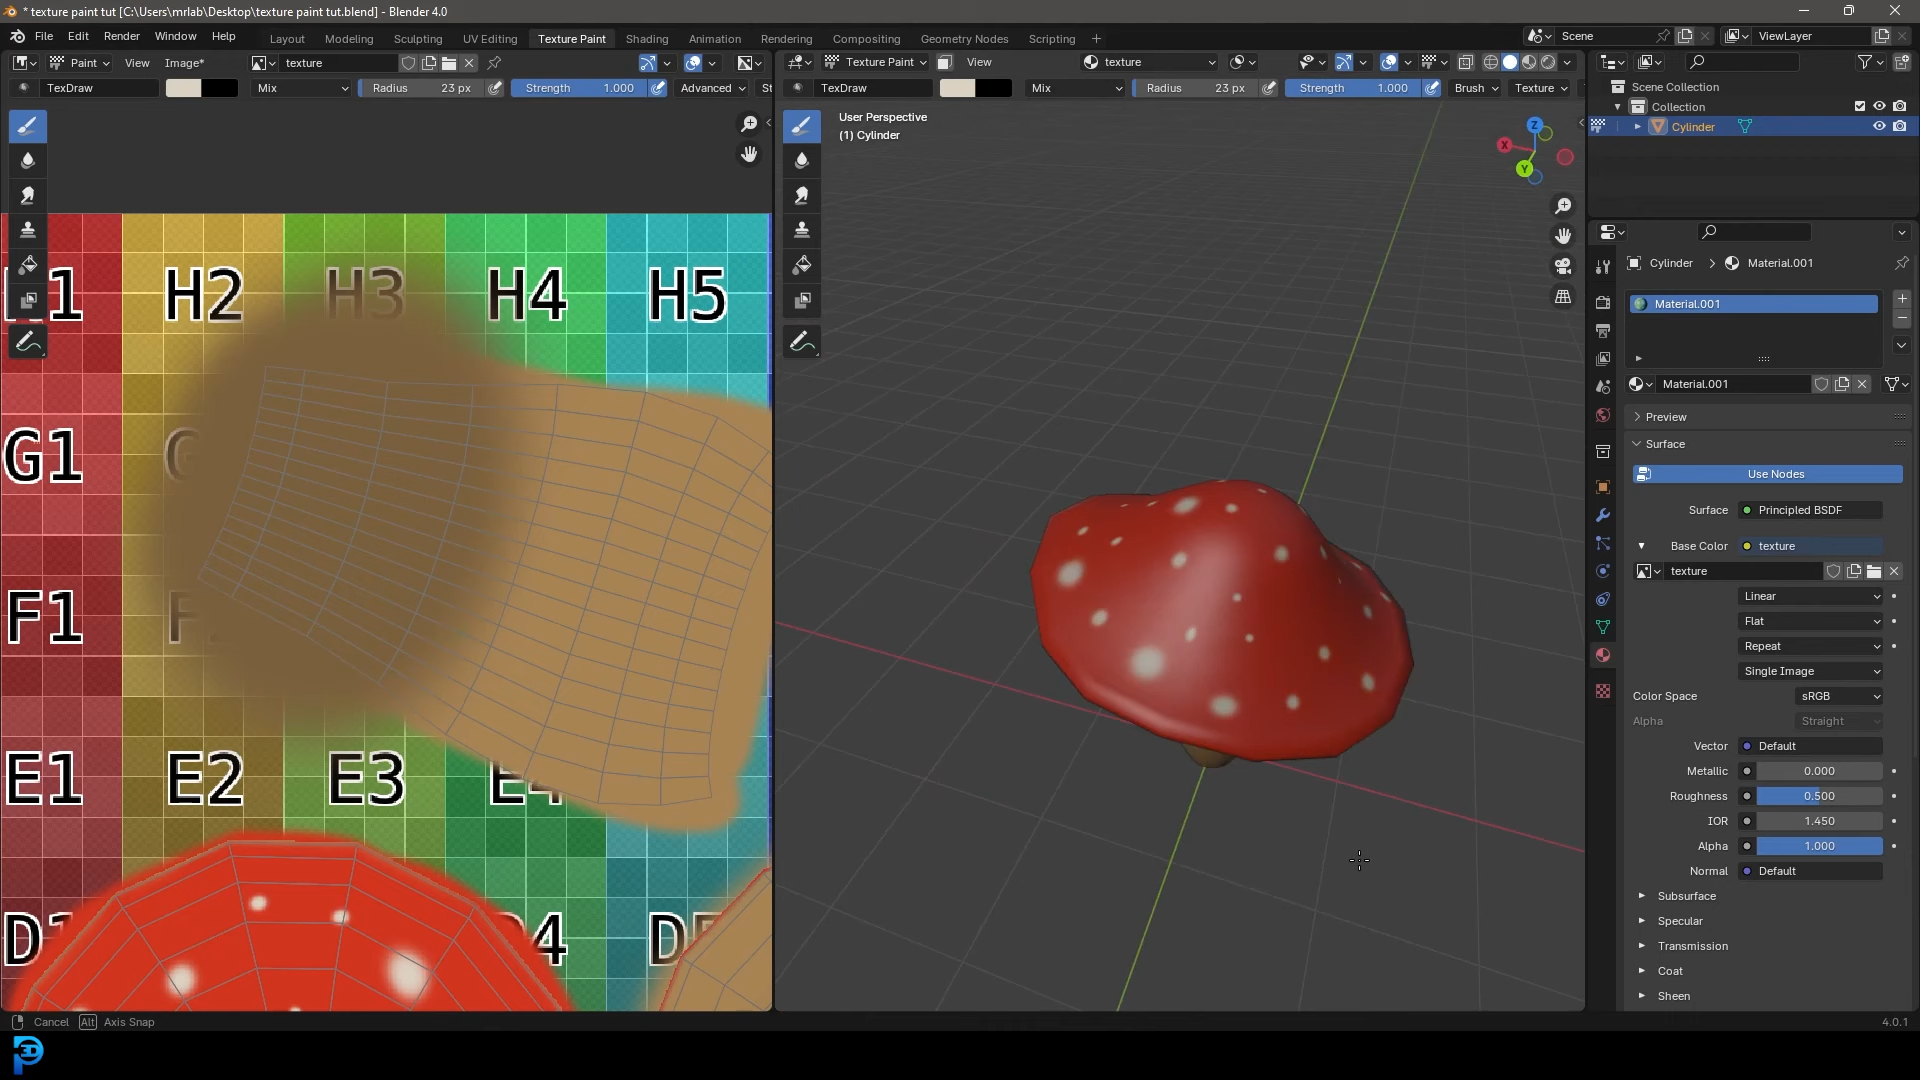 * texture paint tut [C:\Users\mrlab\Desktop\texture paint tut.blend] - Blender 4.0
File Edit Render Window Help
Layout Modeling Sculpting UV Editing Texture Paint Shading Animation Rendering Compositing Geometry Nodes Scripting +
Scene
ViewLayer
Paint View Image* texture
Texture Paint View texture
TexDraw Mix Radius 23 px Strength 1.000 Advanced St
TexDraw Mix Radius 23 px Strength 1.000 Brush Texture
Scene Collection
Collection
Cylinder
User Perspective
(1) Cylinder
Z
X
Y
1 H2 H3 H4 H5
G1 G
F1 F
E1 E2 E3 E4
D1 4 D
Cylinder > Material.001
Material.001
Material.001
Preview
Surface
Use Nodes
Surface Principled BSDF
Base Color texture
texture
Linear
Flat
Repeat
Single Image
Color Space sRGB
Alpha Straight
Vector Default
Metallic 0.000
Roughness 0.500
IOR 1.450
Alpha 1.000
Normal Default
Subsurface
Specular
Transmission
Coat
Sheen
Cancel Alt Axis Snap
4.0.1
3D